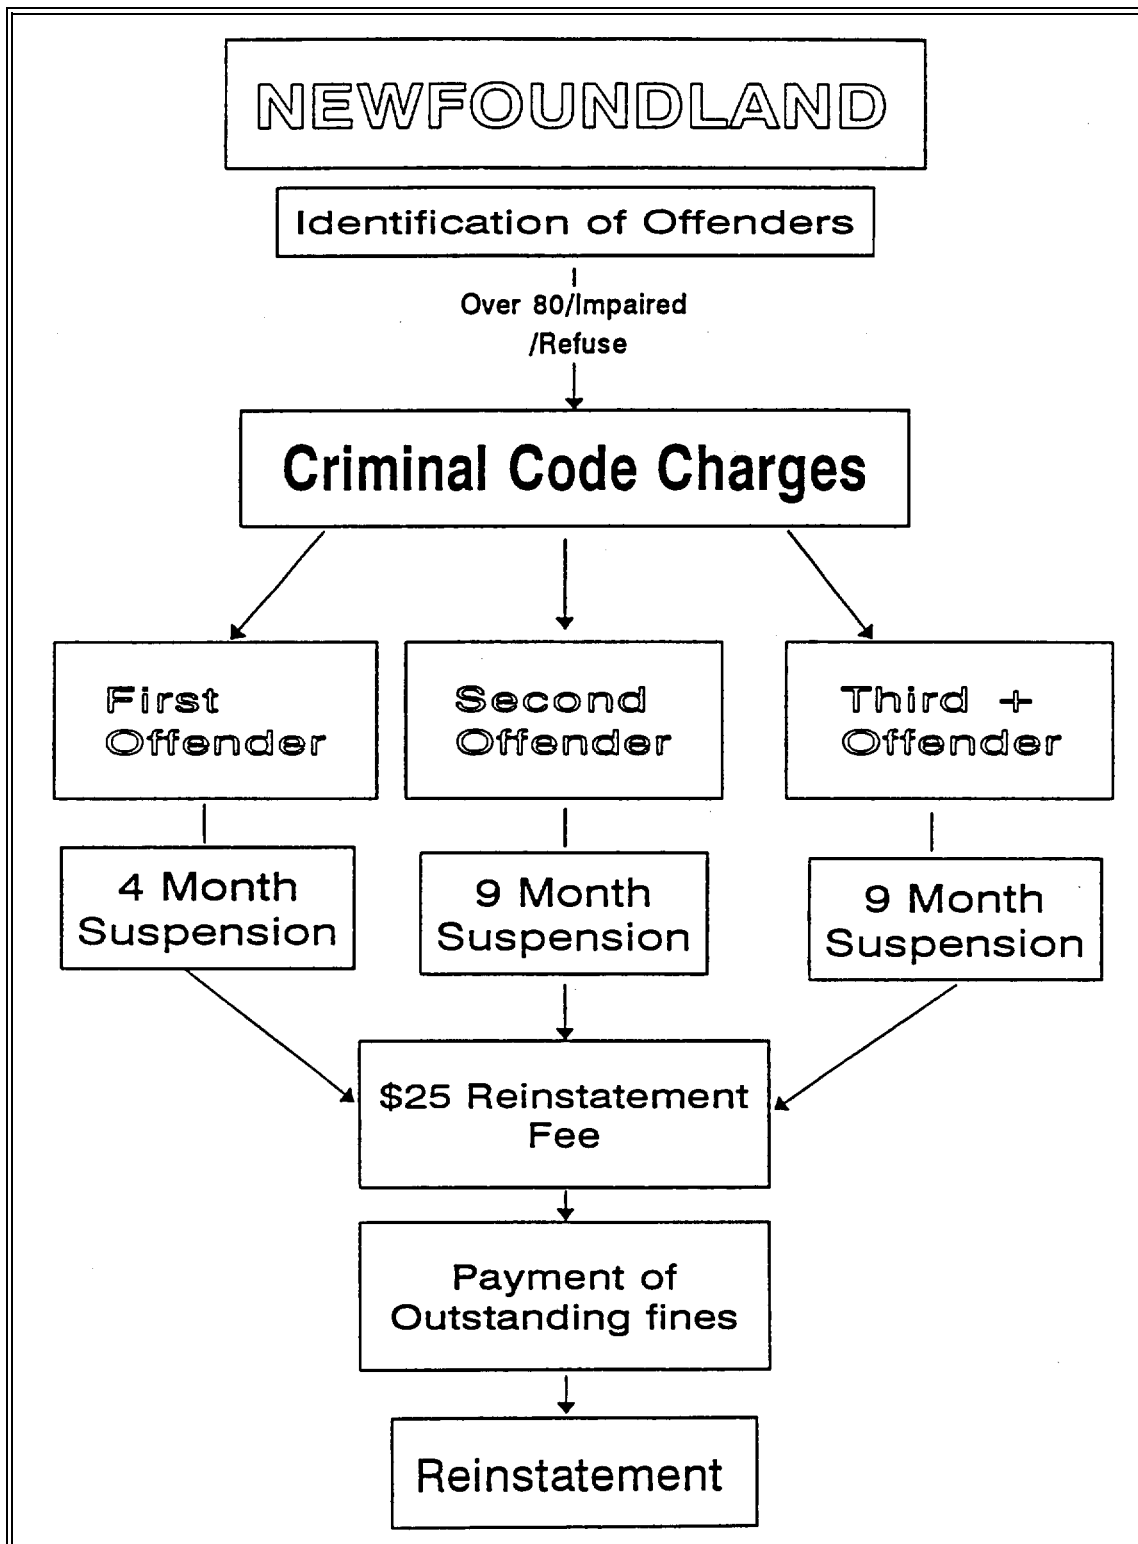 NEWFOUNDLAND
Identification of Offenders
Over 80/Impaired
/Refuse
Criminal Code Charges
First
Offender
Second
Offender
Third +
Offender
4 Month
Suspension
9 Month
Suspension
9 Month
Suspension
$25 Reinstatement
Fee
Payment of
Outstanding fines
Reinstatement